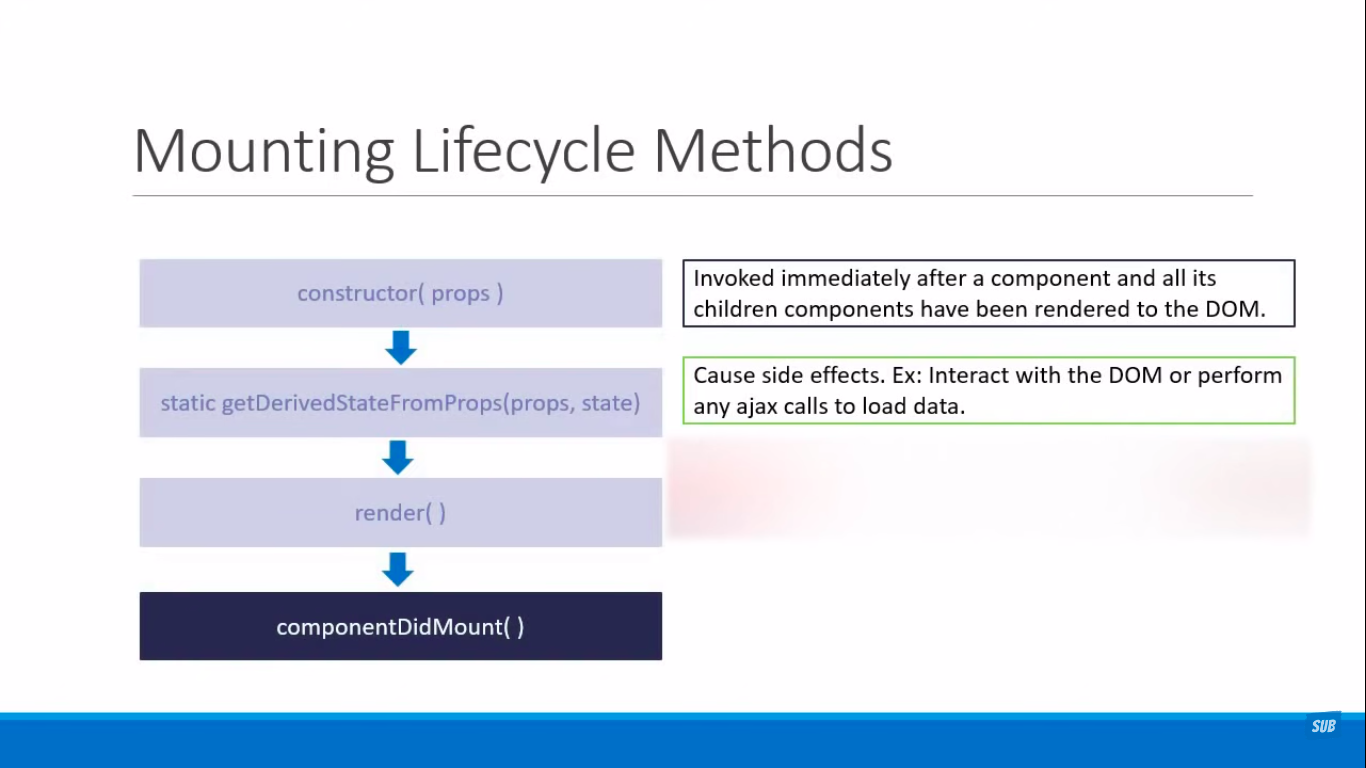 Mounting Lifecycle Methods
constructor( props )
static getDerivedStateFromProps(props, state)
render( )
componentDidMount( )
Invoked immediately after a component and all its
children components have been rendered to the DOM.
Cause side effects. Ex: Interact with the DOM or perform
any ajax calls to load data.
SUB